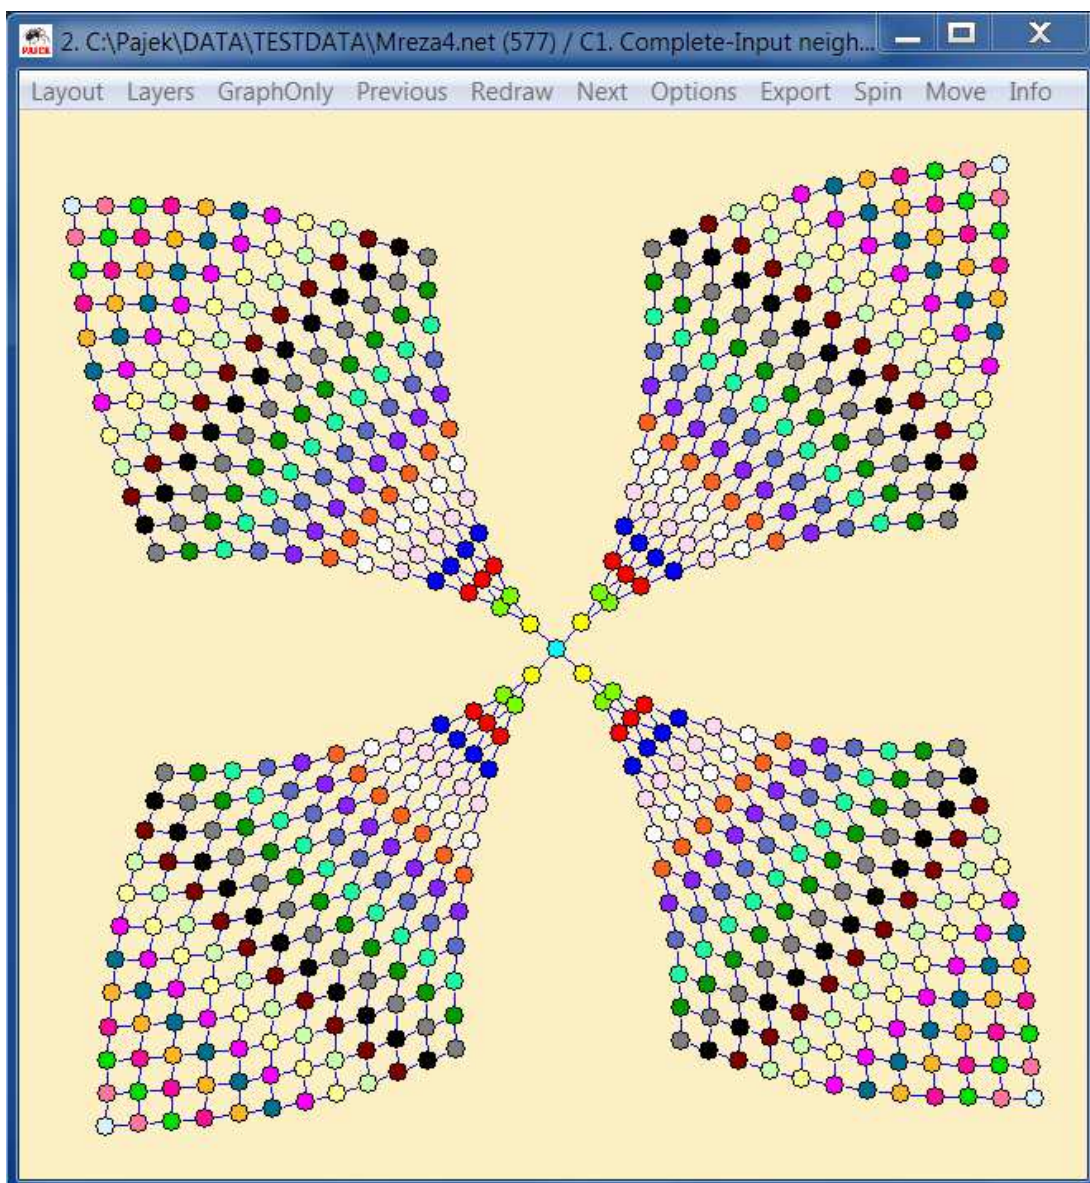 PAJEK
2. C:\Pajek\DATA\TESTDATA\Mreza4.net (577) / C1. Complete-Input neigh...
Layout Layers GraphOnly Previous Redraw Next Options Export Spin Move Info